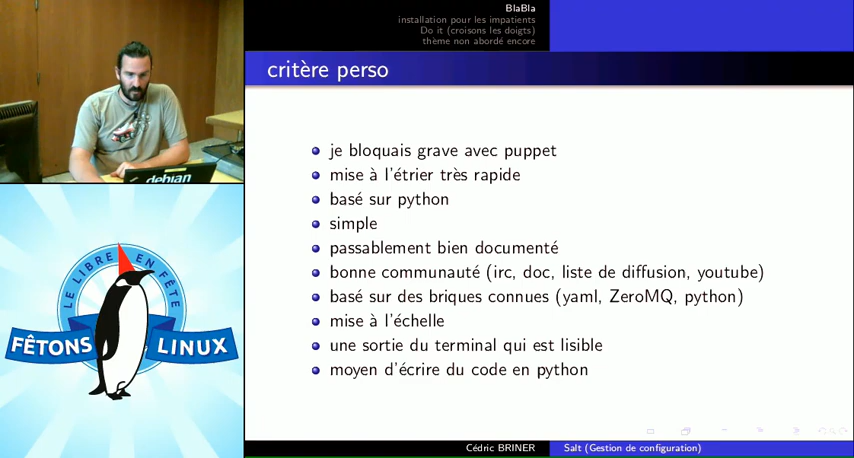 BlaBla
installation pour les impatients
Do it (croisons les doigts)
thème non abordé encore
critère perso
je bloquais grave avec puppet
mise à l'étrier très rapide
basé sur python
simple
passablement bien documenté
bonne communauté (irc, doc, liste de diffusion, youtube)
basé sur des briques connues (yaml, ZeroMQ, python)
mise à l'échelle
une sortie du terminal qui est lisible
moyen d'écrire du code en python
debian
LE LIBRE EN FÊTE
FÊTONS LINUX
Cédric BRINER
Salt (Gestion de configuration)